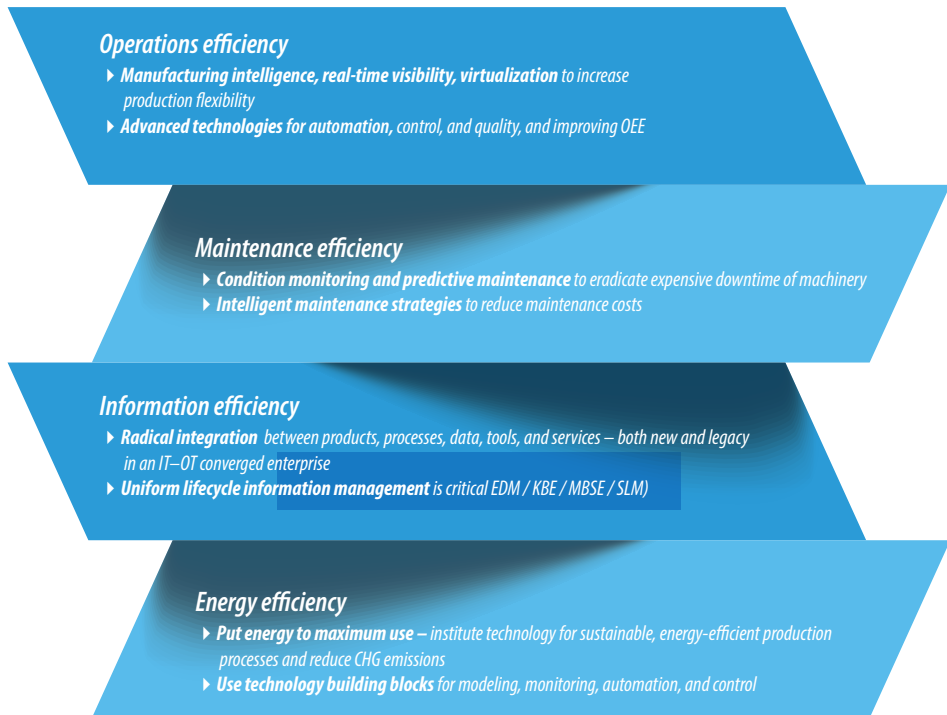 Operations efficiency
Manufacturing intelligence, real-time visibility, virtualization to increase
production flexibility
Advanced technologies for automation, control, and quality, and improving OEE
Maintenance efficiency
Condition monitoring and predictive maintenance to eradicate expensive downtime of machinery
Intelligent maintenance strategies to reduce maintenance costs
Information efficiency
Radical integration between products, processes, data, tools, and services – both new and legacy
in an IT–OT converged enterprise
Uniform lifecycle information management is critical EDM / KBE / MBSE / SLM)
Energy efficiency
Put energy to maximum use – institute technology for sustainable, energy-efficient production
processes and reduce CHG emissions
Use technology building blocks for modeling, monitoring, automation, and control